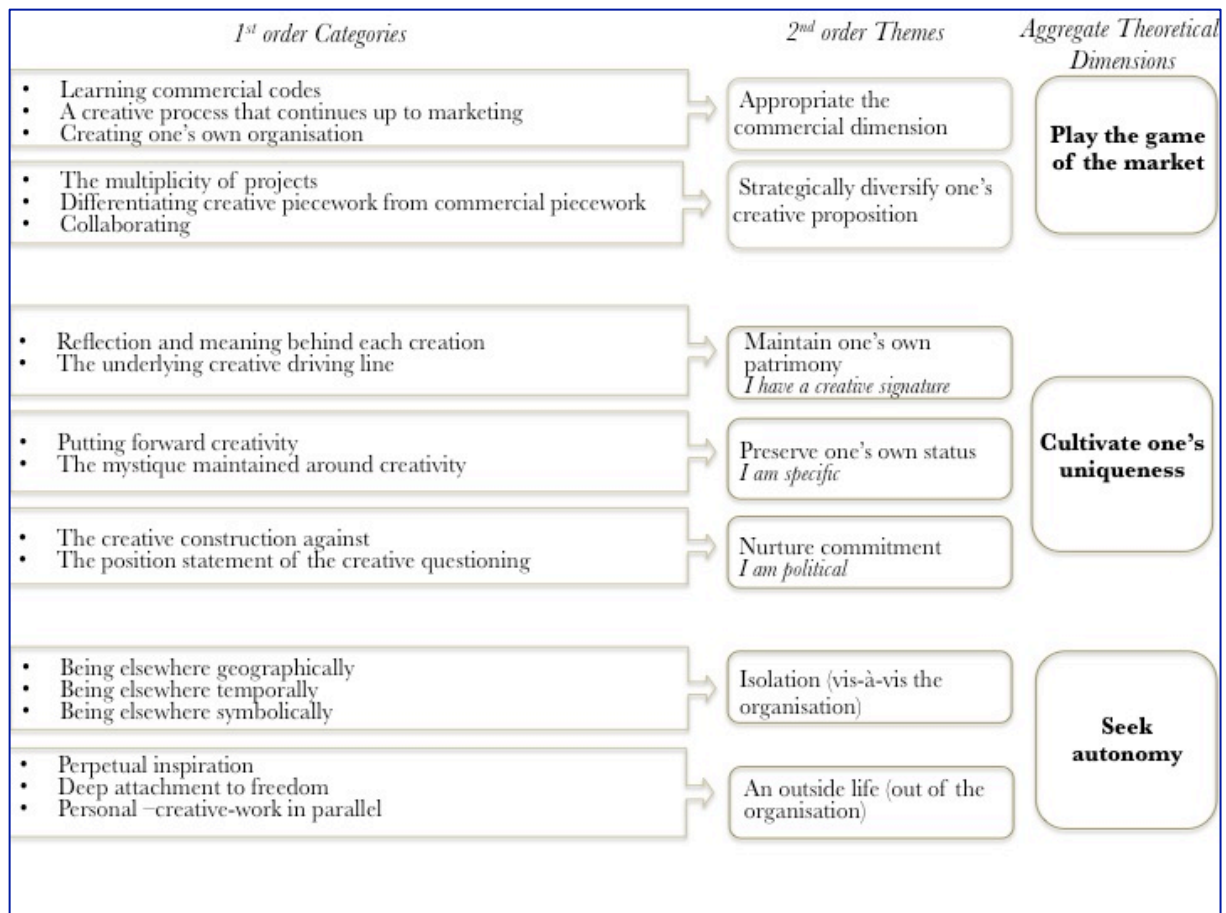 1st order Categories
2nd order Themes
Aggregate Theoretical
Dimensions
• Learning commercial codes
• A creative process that continues up to marketing
• Creating one's own organisation
Appropriate the
commercial dimension
• The multiplicity of projects
• Differentiating creative piecework from commercial piecework
• Collaborating
Strategically diversify one's
creative proposition
Play the game
of the market
• Reflection and meaning behind each creation
• The underlying creative driving line
Maintain one's own
patrimony
I have a creative signature
• Putting forward creativity
• The mystique maintained around creativity
Preserve one's own status
I am specific
• The creative construction against
• The position statement of the creative questioning
Nurture commitment
I am political
Cultivate one's
uniqueness
• Being elsewhere geographically
• Being elsewhere temporally
• Being elsewhere symbolically
Isolation (vis-à-vis the
organisation)
• Perpetual inspiration
• Deep attachment to freedom
• Personal –creative-work in parallel
An outside life (out of the
organisation)
Seek
autonomy